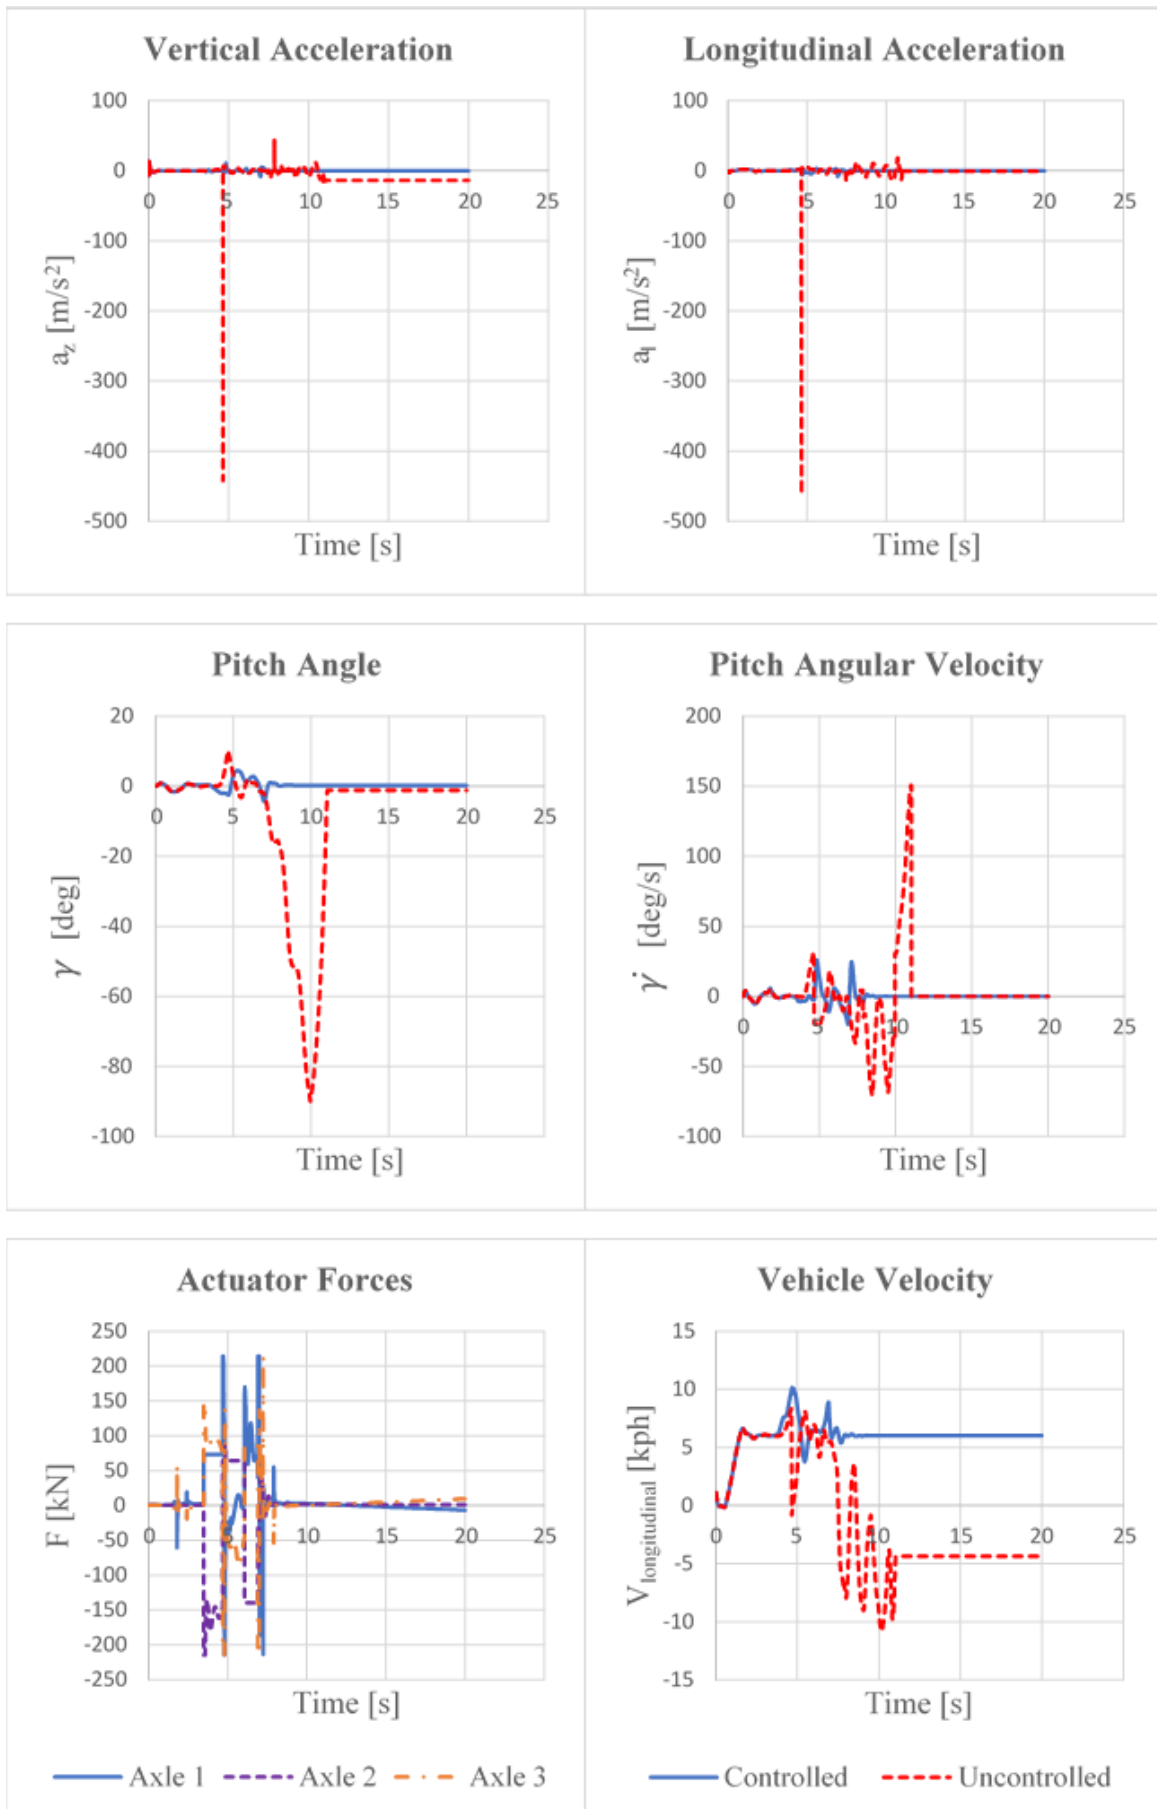 Vertical Acceleration
100
0
-100
-200
-300
-400
-500
0 5 10 15 20 25
a_z [m/s²]
Time [s]
Longitudinal Acceleration
100
0
-100
-200
-300
-400
-500
0 5 10 15 20 25
a_l [m/s²]
Time [s]
Pitch Angle
20
0
-20
-40
-60
-80
-100
0 5 10 15 20 25
γ [deg]
Time [s]
Pitch Angular Velocity
200
150
100
50
0
-50
-100
0 5 10 15 20 25
γ̇ [deg/s]
Time [s]
Actuator Forces
250
200
150
100
50
0
-50
-100
-150
-200
-250
0 5 10 15 20 25
F [kN]
Time [s]
Axle 1 Axle 2 Axle 3
Vehicle Velocity
15
10
5
0
-5
-10
-15
0 5 10 15 20 25
V_longitudinal [kph]
Time [s]
Controlled Uncontrolled